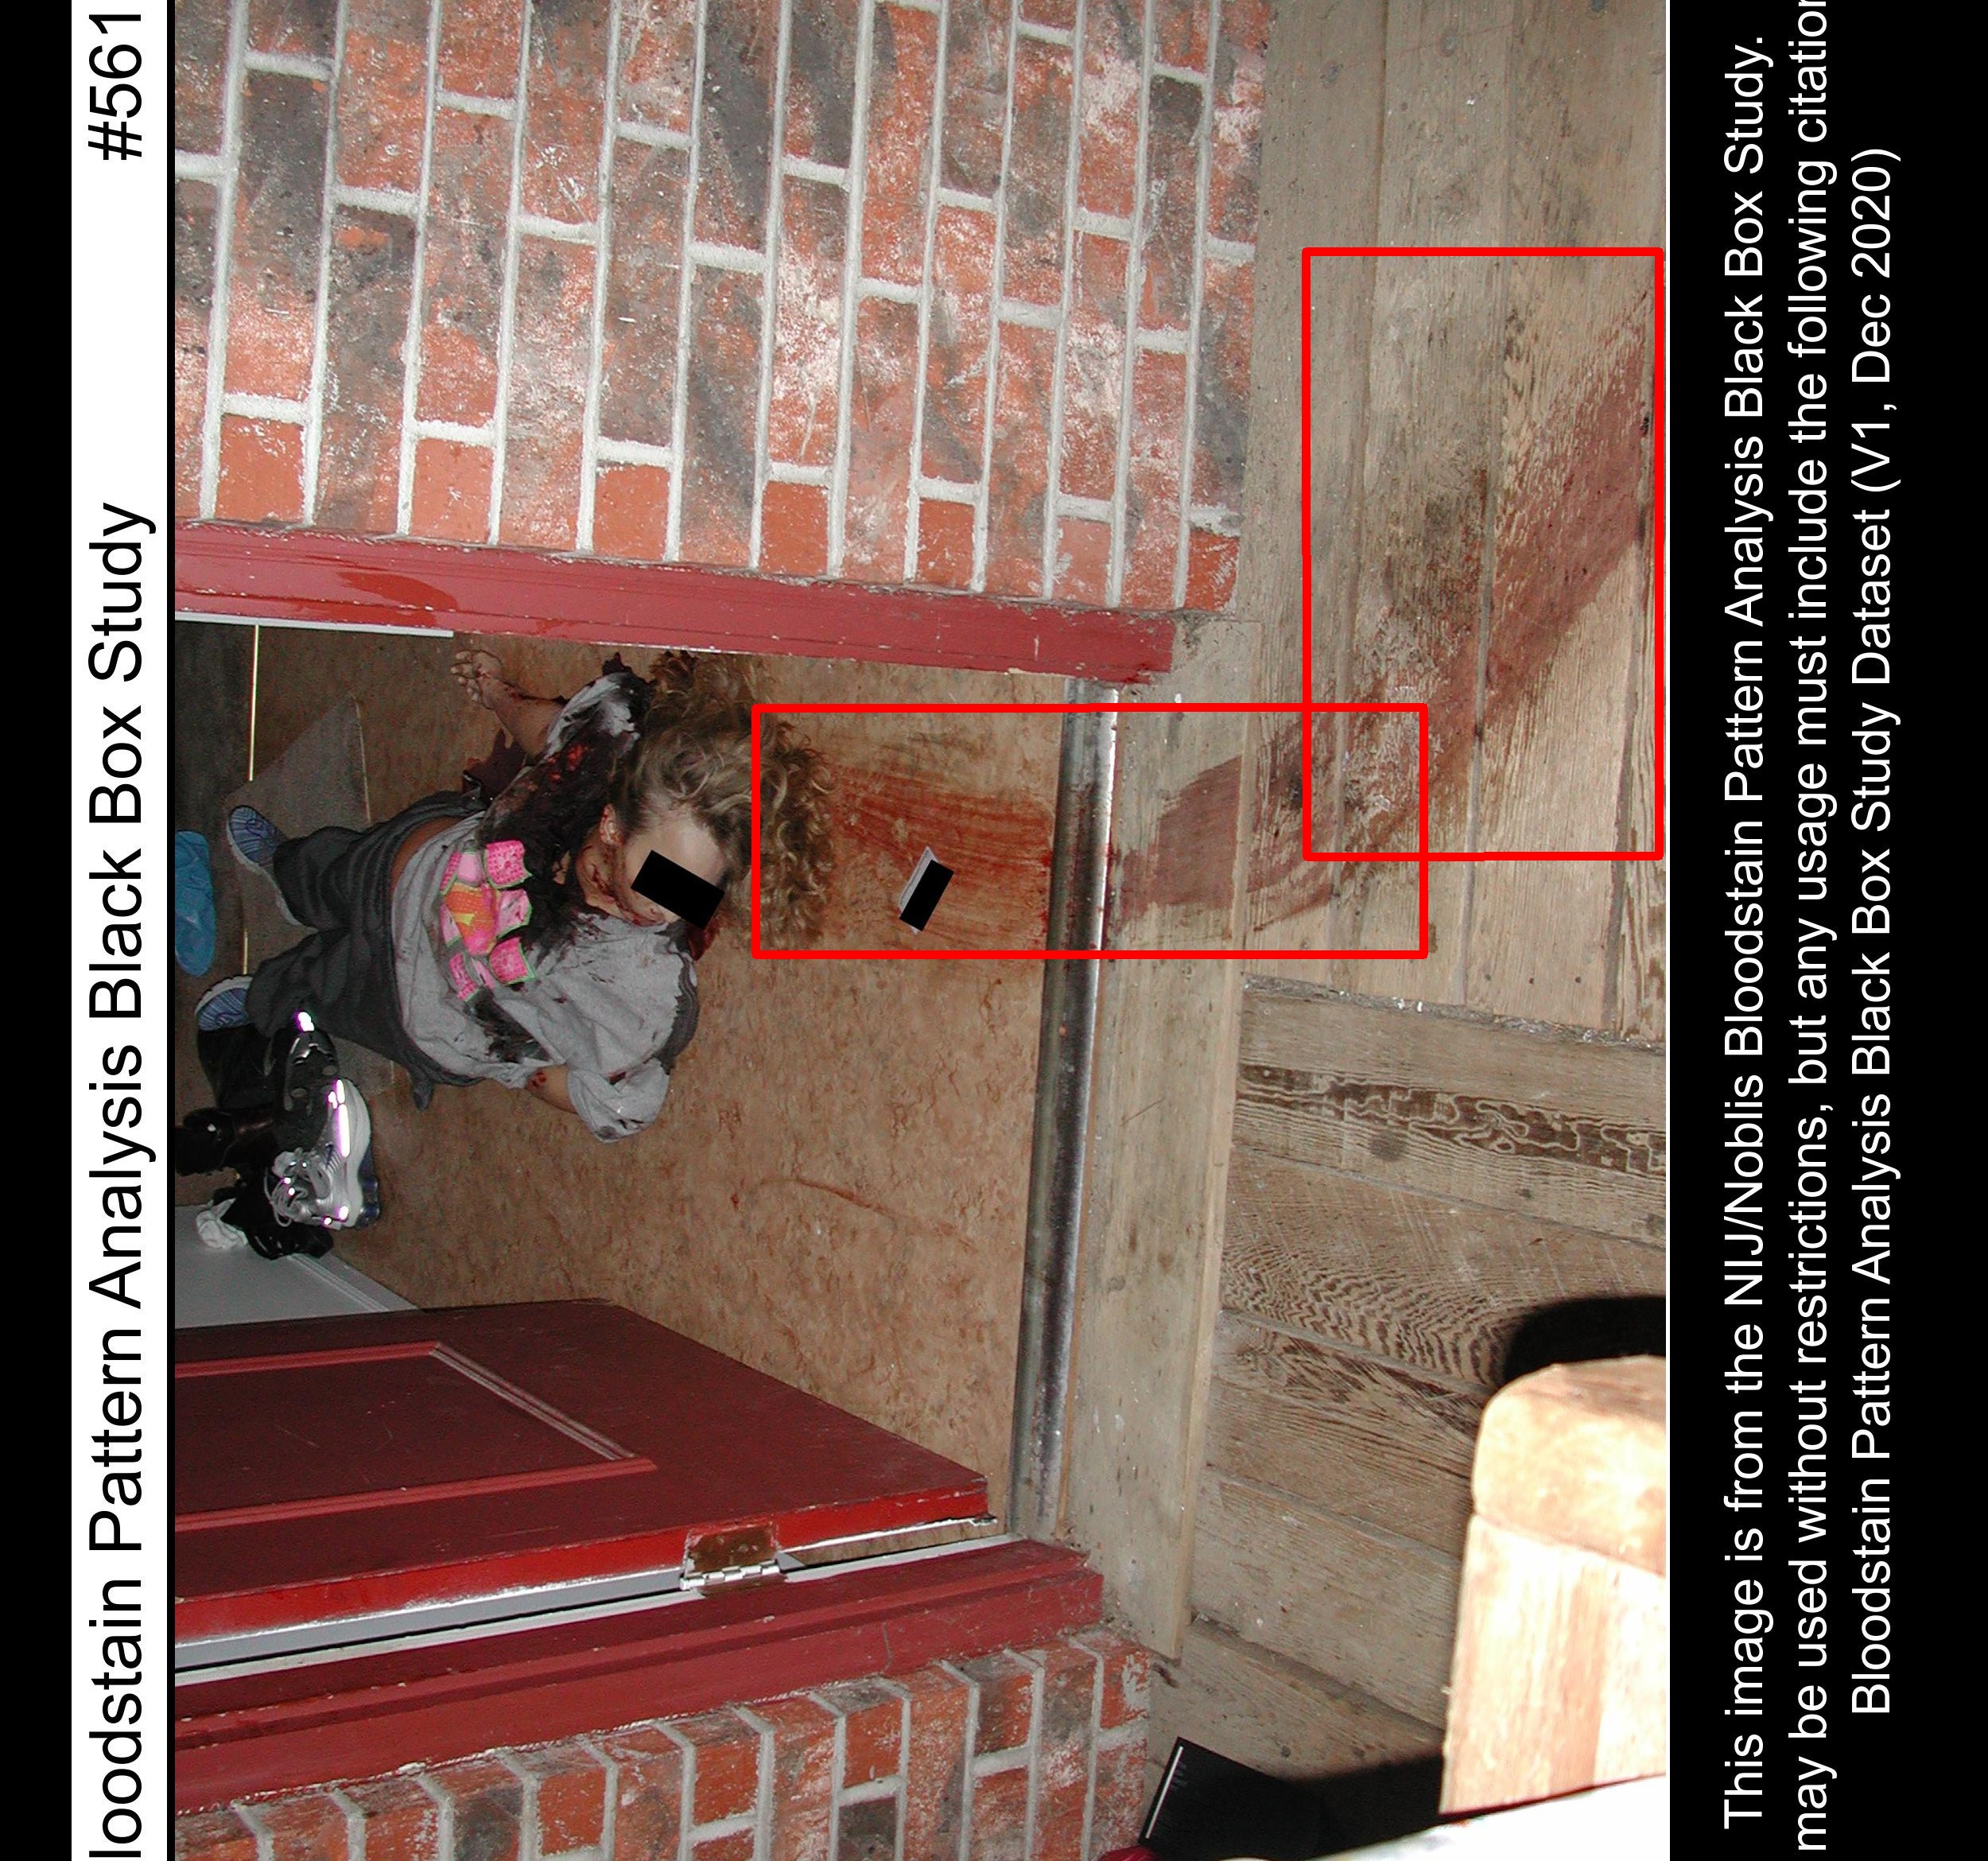 loodstain Pattern Analysis Black Box Study #561
This image is from the NIJ/Noblis Bloodstain Pattern Analysis Black Box Study.
may be used without restrictions, but any usage must include the following citation
Bloodstain Pattern Analysis Black Box Study Dataset (V1, Dec 2020)